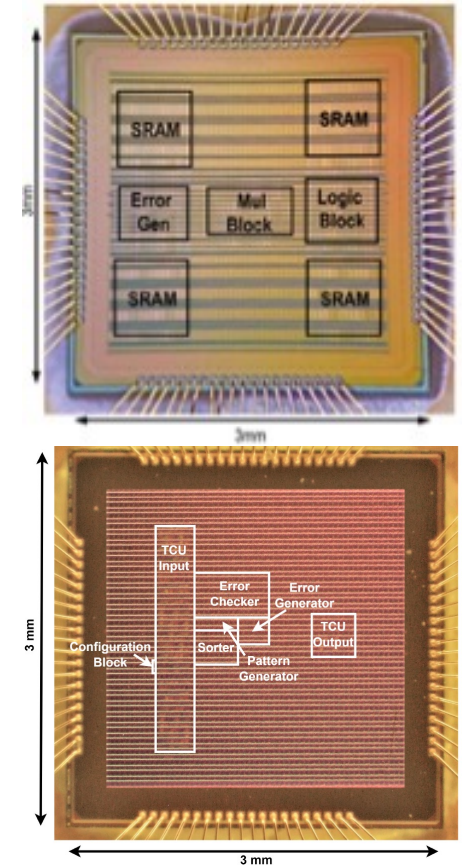 SRAM
SRAM
3mm
Error
Gen
Mul
Block
Logic
Block
SRAM
SRAM
3mm
TCU
Input
Error
Checker
Error
Generator
3 mm
Configuration
Block
Sorter
TCU
Output
Pattern
Generator
3 mm